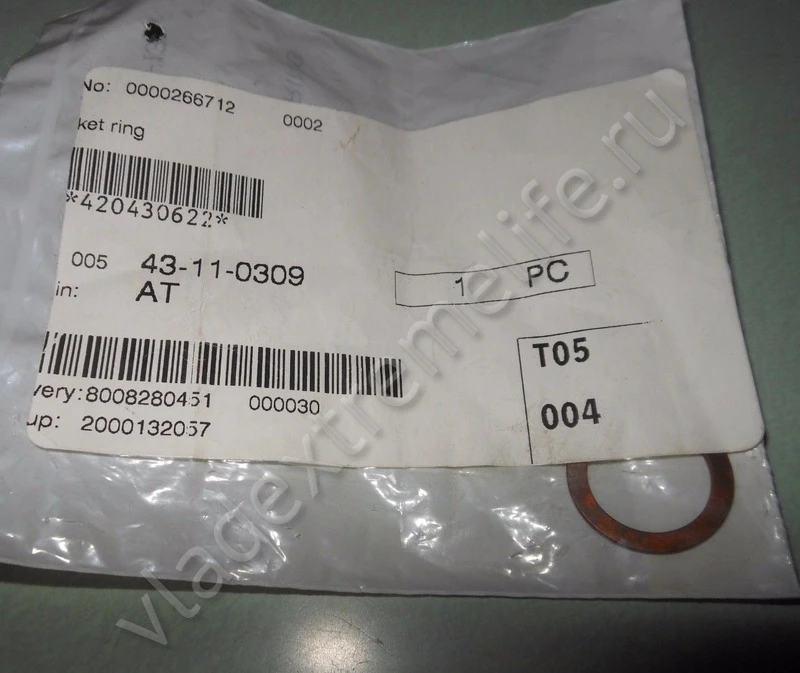 No: 0000266712 0002
ket ring
*420430622*
005 43-11-0309
in: AT
1 PC
very:8008280451 000030
up: 2000132057
T05
004
vlagextremelife.ru